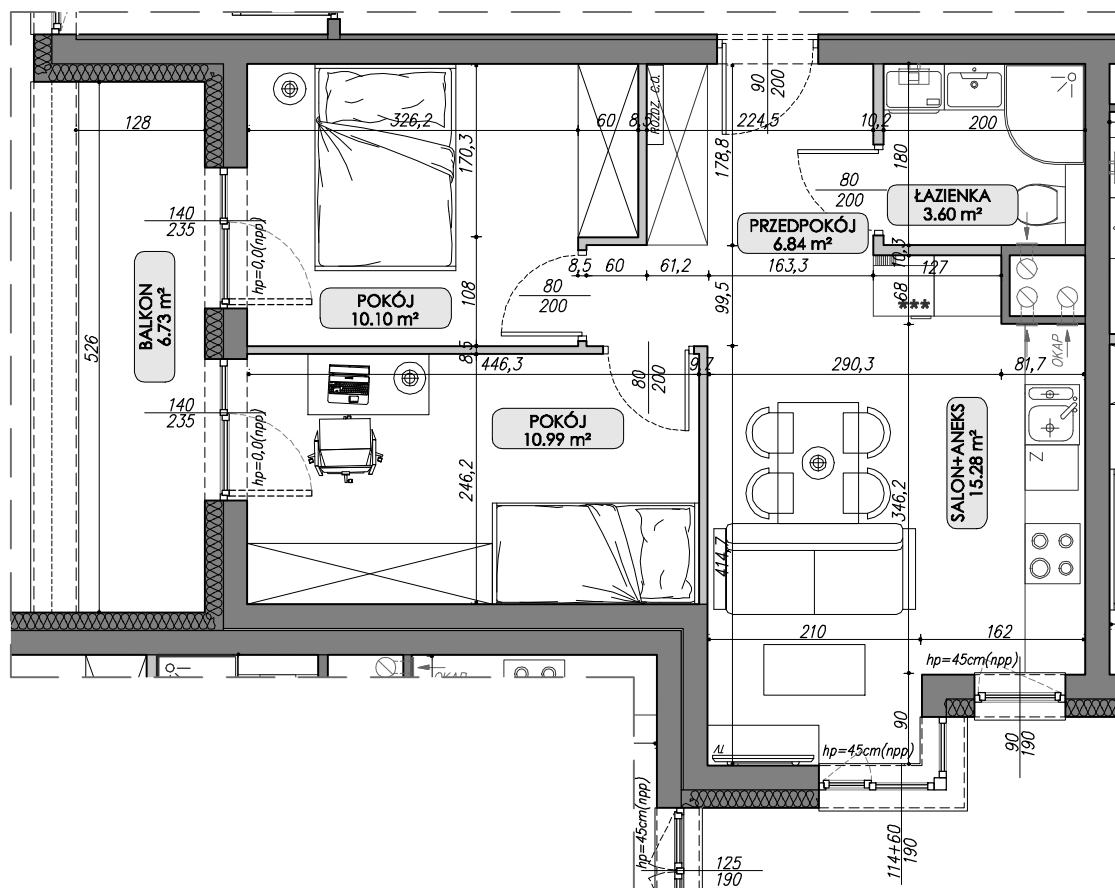 128
326,2
60
8,5
ROZDZ. e.o.
224,5
90
200
10,2
200
170,3
178,8
180
80
200
ŁAZIENKA
3.60 m²
PRZEDPOKÓJ
6.84 m²
140
235
hp=0,0(npp)
BALKON
6.73 m²
526
POKÓJ
10.10 m²
108
80
200
8,5
60
61,2
163,3
127
10,3
99,5
68
***
OKAP
8,5
446,3
80
200
9,7
290,3
81,7
140
235
hp=0,0(npp)
POKÓJ
10.99 m²
246,2
SALON+ANEKS
15.28 m²
Z
346,2
414,7
210
162
hp=45cm(npp)
90
190
90
TV
hp=45cm(npp)
114+60
190
OKAP
hp=45cm(npp)
125
190